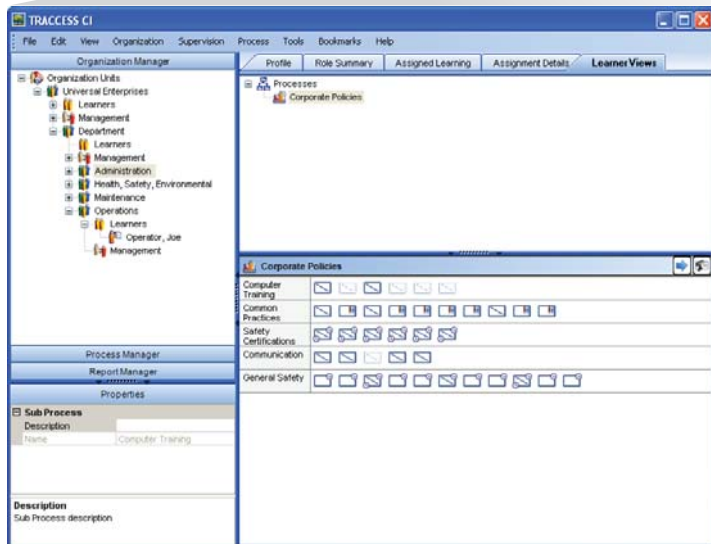 TRACCESS CI
File Edit View Organization Supervision Process Tools Bookmarks Help
Organization Manager
Organization Units
Universal Enterprises
Learners
Management
Department
Learners
Management
Administration
Health, Safety, Environmental
Maintenance
Operations
Learners
Operator, Joe
Management
Process Manager
Report Manager
Properties
Sub Process
Description
Name Computer Training
Description
Sub Process description
Profile Role Summary Assigned Learning Assignment Details Learner Views
Processes
Corporate Policies
Corporate Policies
Computer
Training
Common
Practices
Safety
Certifications
Communication
General Safety